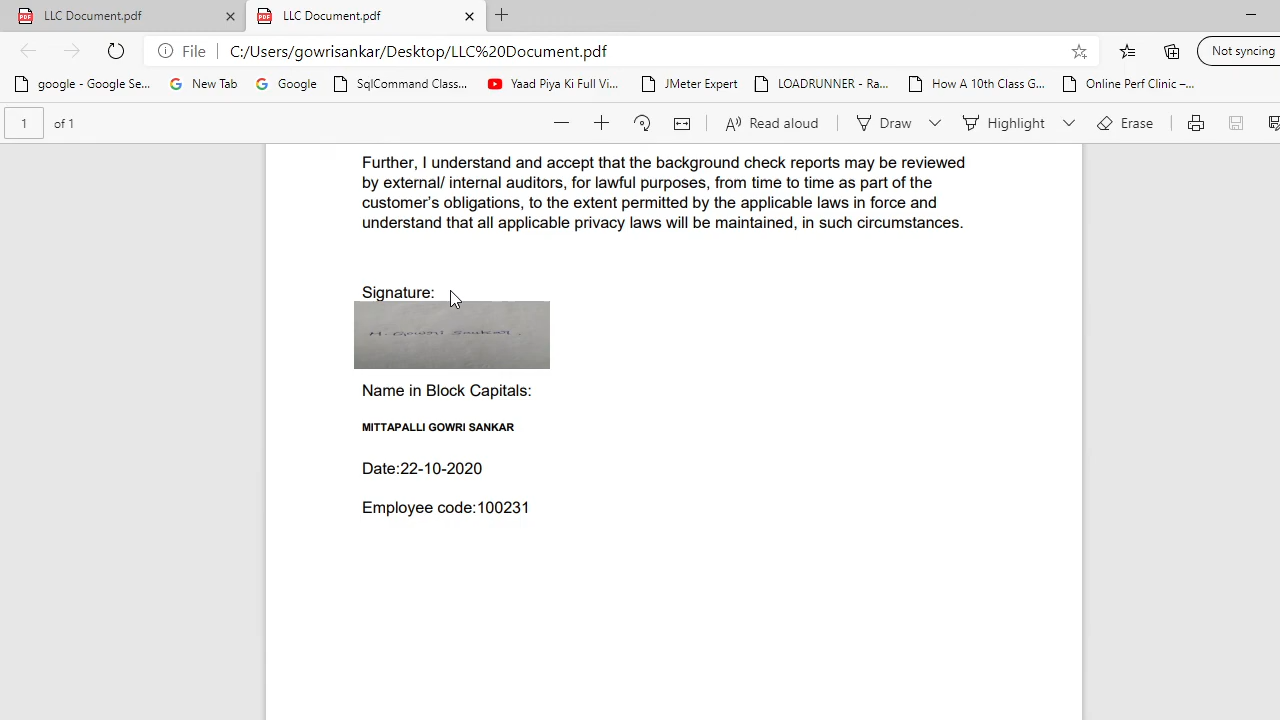 LLC Document.pdf
LLC Document.pdf
File
C:/Users/gowrisankar/Desktop/LLC%20Document.pdf
Not syncing
google - Google Se...
New Tab
Google
SqlCommand Class...
Yaad Piya Ki Full Vi...
JMeter Expert
LOADRUNNER - Ra...
How A 10th Class G...
Online Perf Clinic –...
1 of 1
Read aloud
Draw
Highlight
Erase
Further, I understand and accept that the background check reports may be reviewed
by external/ internal auditors, for lawful purposes, from time to time as part of the
customer's obligations, to the extent permitted by the applicable laws in force and
understand that all applicable privacy laws will be maintained, in such circumstances.
Signature:
M. Gowri Sankar.
Name in Block Capitals:
MITTAPALLI GOWRI SANKAR
Date:22-10-2020
Employee code:100231